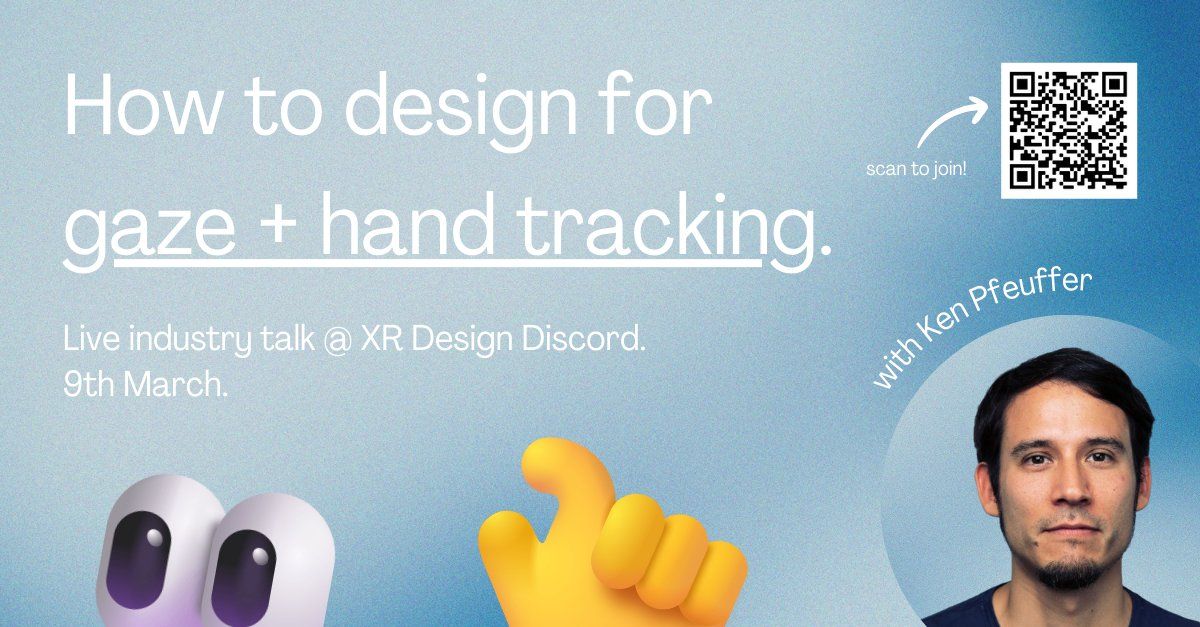 How to design for
gaze + hand tracking.
Live industry talk @ XR Design Discord.
9th March.
scan to join!
with Ken Pfeuffer